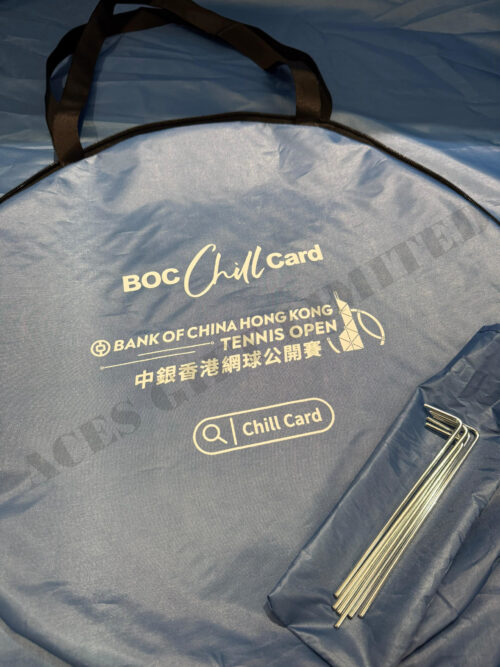 BOC Chill Card
BANK OF CHINA HONG KONG
TENNIS OPEN
中銀香港網球公開賽
Chill Card
ACES G LIMITED